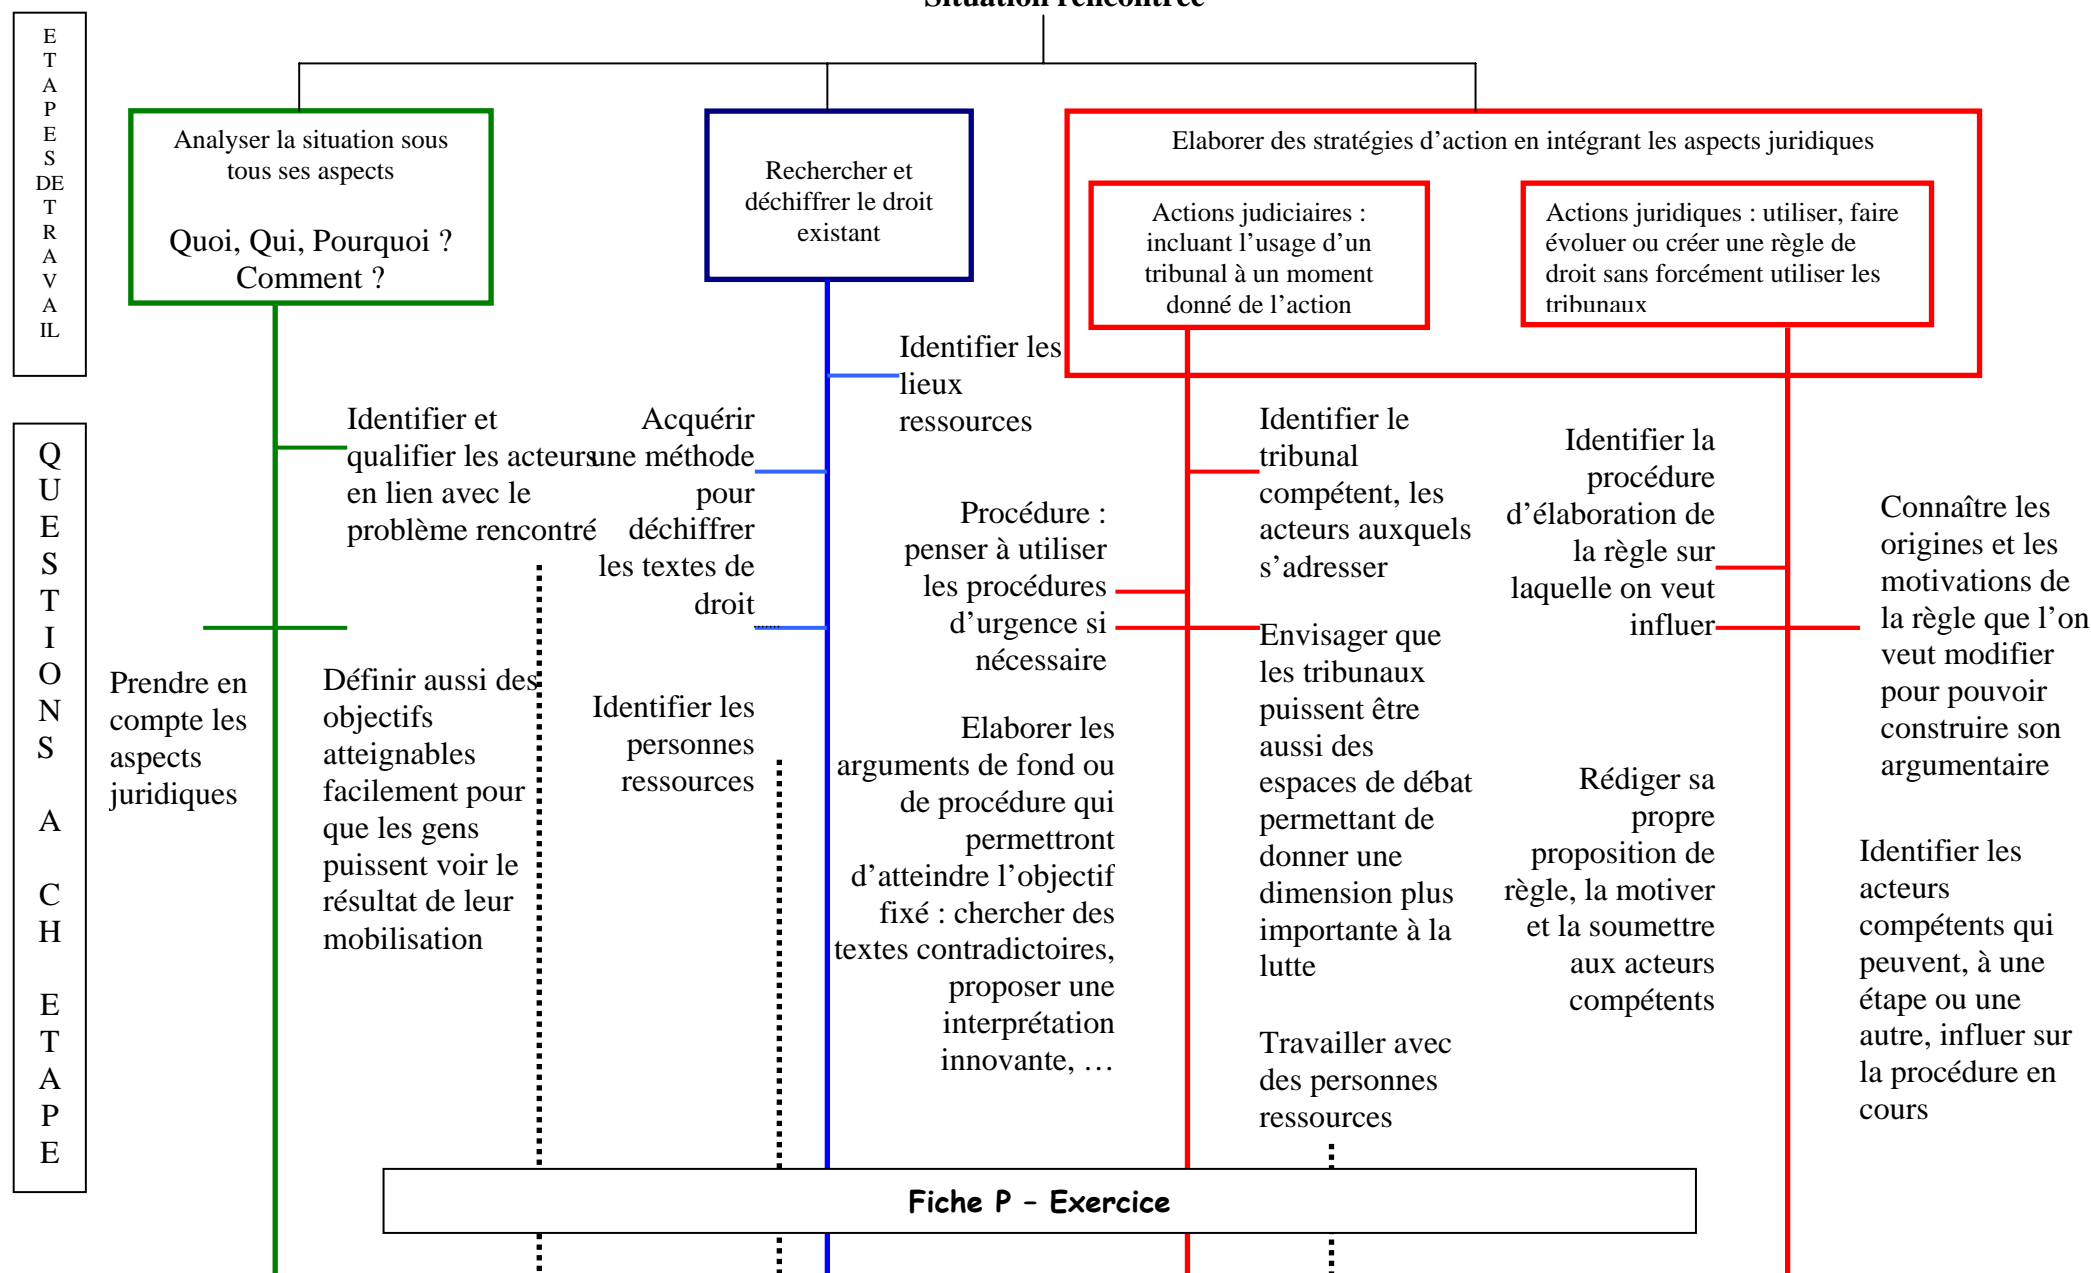 Situation rencontrée
E
T
A
P
E
S
DE
T
R
A
V
A
IL
Analyser la situation sous
tous ses aspects
Quoi, Qui, Pourquoi ?
Comment ?
Rechercher et
déchiffrer le droit
existant
Elaborer des stratégies d’action en intégrant les aspects juridiques
Actions judiciaires :
incluant l’usage d’un
tribunal à un moment
donné de l’action
Actions juridiques : utiliser, faire
évoluer ou créer une règle de
droit sans forcément utiliser les
tribunaux
Q
U
E
S
T
I
O
N
S
A
C
H
E
T
A
P
E
Identifier et
qualifier les acteurs
en lien avec le
problème rencontré
Prendre en
compte les
aspects
juridiques
Définir aussi des
objectifs
atteignables
facilement pour
que les gens
puissent voir le
résultat de leur
mobilisation
Identifier les
lieux
ressources
Acquérir
une méthode
pour
déchiffrer
les textes de
droit
Identifier les
personnes
ressources
Identifier le
tribunal
compétent, les
acteurs auxquels
s’adresser
Procédure :
penser à utiliser
les procédures
d’urgence si
nécessaire
Elaborer les
arguments de fond ou
de procédure qui
permettront
d’atteindre l’objectif
fixé : chercher des
textes contradictoires,
proposer une
interprétation
innovante, …
Envisager que
les tribunaux
puissent être
aussi des
espaces de débat
permettant de
donner une
dimension plus
importante à la
lutte
Travailler avec
des personnes
ressources
Identifier la
procédure
d’élaboration de
la règle sur
laquelle on veut
influer
Rédiger sa
propre
proposition de
règle, la motiver
et la soumettre
aux acteurs
compétents
Connaître les
origines et les
motivations de
la règle que l’on
veut modifier
pour pouvoir
construire son
argumentaire
Identifier les
acteurs
compétents qui
peuvent, à une
étape ou une
autre, influer sur
la procédure en
cours
Fiche P – Exercice